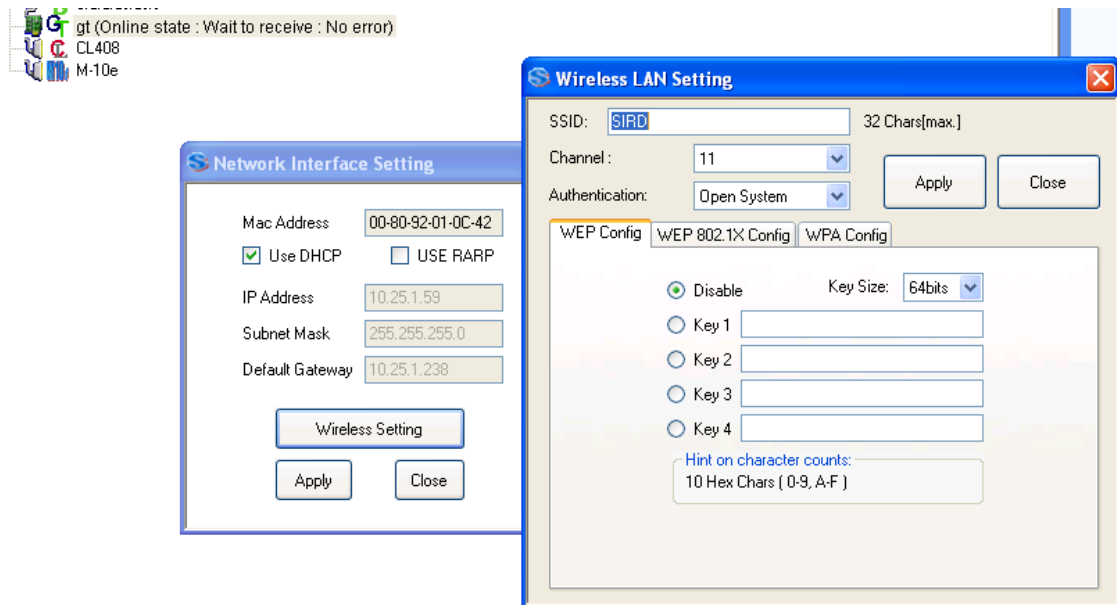 gt (Online state : Wait to receive : No error)
CL408
M-10e
Network Interface Setting
Mac Address 00-80-92-01-0C-42
Use DHCP USE RARP
IP Address 10.25.1.59
Subnet Mask 255.255.255.0
Default Gateway 10.25.1.238
Wireless Setting
Apply Close
Wireless LAN Setting
SSID: SIRD 32 Chars[max.]
Channel : 11
Authentication: Open System
Apply Close
WEP Config WEP 802.1X Config WPA Config
Disable Key Size: 64bits
Key 1
Key 2
Key 3
Key 4
Hint on character counts:
10 Hex Chars ( 0-9, A-F )